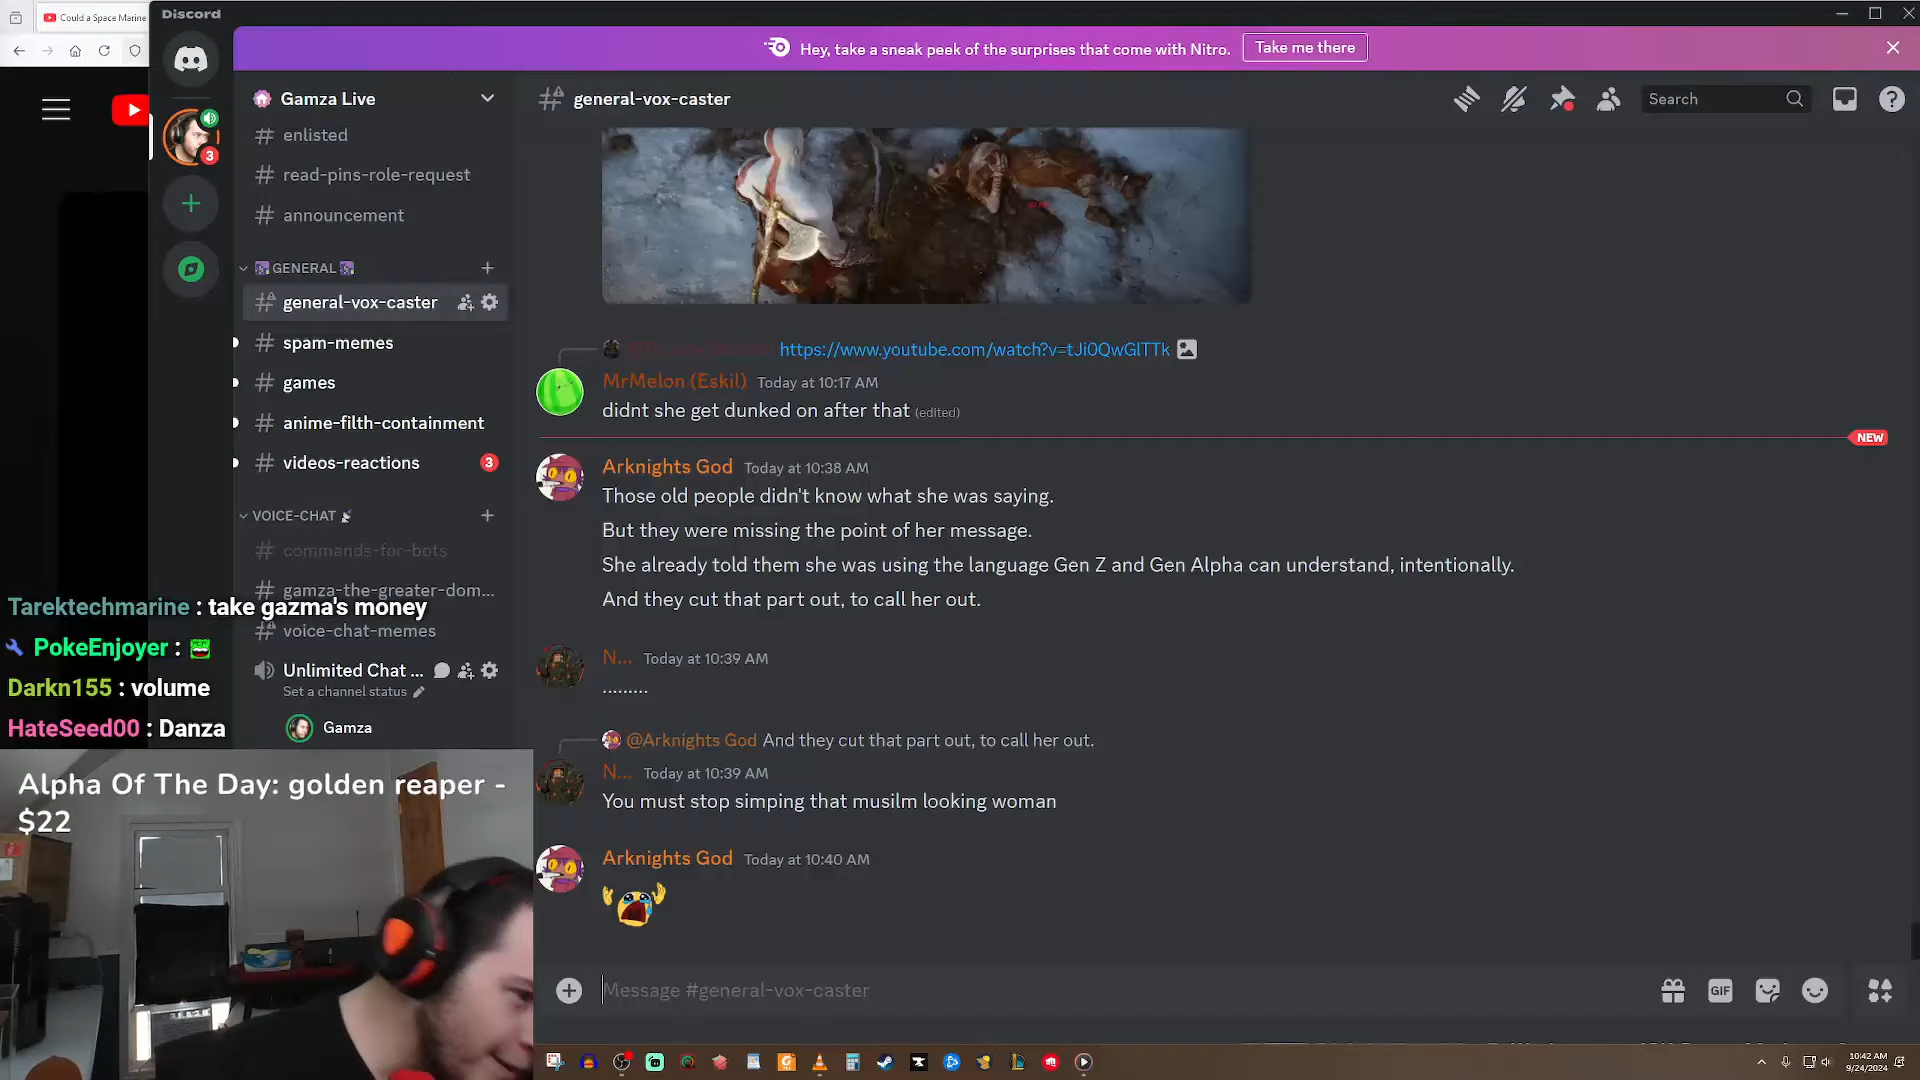 Could a Space Marine
Discord
Hey, take a sneak peek of the surprises that come with Nitro.
Take me there
Gamza Live
general-vox-caster
Search
3
enlisted
read-pins-role-request
announcement
GENERAL
general-vox-caster
spam-memes
games
anime-filth-containment
videos-reactions
3
VOICE-CHAT
commands-for-bots
gamza-the-greater-dom...
voice-chat-memes
Unlimited Chat ...
Set a channel status
Gamza
https://www.youtube.com/watch?v=tJi0QwGlTTk
MrMelon (Eskil) Today at 10:17 AM
didnt she get dunked on after that (edited)
NEW
Arknights God Today at 10:38 AM
Those old people didn't know what she was saying.
But they were missing the point of her message.
She already told them she was using the language Gen Z and Gen Alpha can understand, intentionally.
And they cut that part out, to call her out.
N... Today at 10:39 AM
.........
@Arknights God And they cut that part out, to call her out.
N... Today at 10:39 AM
You must stop simping that musilm looking woman
Arknights God Today at 10:40 AM
Message #general-vox-caster
GIF
Tarektechmarine : take gazma's money
PokeEnjoyer :
Darkn155 : volume
HateSeed00 : Danza
Alpha Of The Day: golden reaper -
$22
10:42 AM
9/24/2024